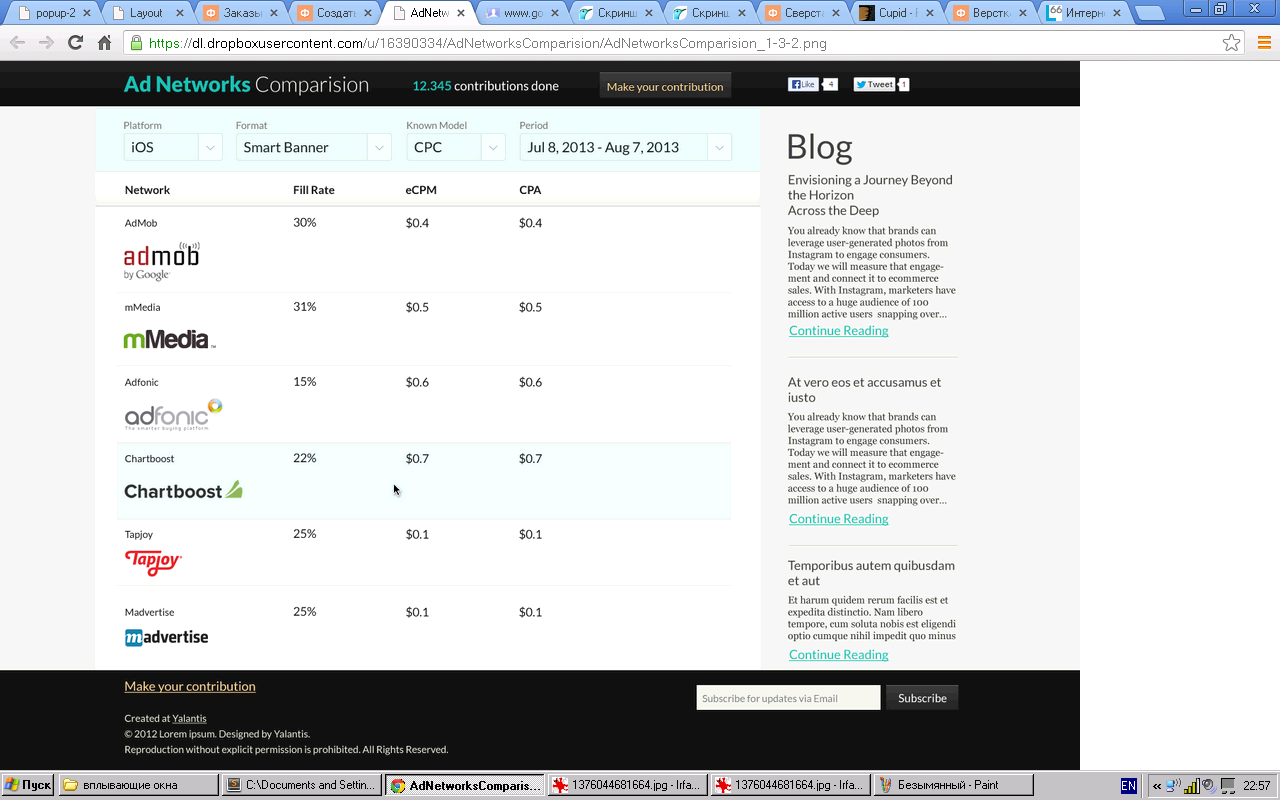 popup-2
Layout
Заказы
Создать
AdNetw
www.go
Скринш
Скринш
Сверста
Cupid - F
Верстк
66 Интерн
https://dl.dropboxusercontent.com/u/16390334/AdNetworksComparision/AdNetworksComparision_1-3-2.png
Ad Networks Comparision
12.345 contributions done
Make your contribution
Like 4
Tweet 1
Platform Format Known Model Period
iOS Smart Banner CPC Jul 8, 2013 - Aug 7, 2013
Network Fill Rate eCPM CPA
AdMob 30% $0.4 $0.4
admob
by Google
mMedia 31% $0.5 $0.5
mMedia TM
Adfonic 15% $0.6 $0.6
adfonic
The smarter buying platform
Chartboost 22% $0.7 $0.7
Chartboost
Tapjoy 25% $0.1 $0.1
Tapjoy
Madvertise 25% $0.1 $0.1
madvertise
Blog
Envisioning a Journey Beyond
the Horizon
Across the Deep
You already know that brands can
leverage user-generated photos from
Instagram to engage consumers.
Today we will measure that engage-
ment and connect it to ecommerce
sales. With Instagram, marketers have
access to a huge audience of 100
million active users snapping over...
Continue Reading
At vero eos et accusamus et
iusto
You already know that brands can
leverage user-generated photos from
Instagram to engage consumers.
Today we will measure that engage-
ment and connect it to ecommerce
sales. With Instagram, marketers have
access to a huge audience of 100
million active users snapping over...
Continue Reading
Temporibus autem quibusdam
et aut
Et harum quidem rerum facilis est et
expedita distinctio. Nam libero
tempore, cum soluta nobis est eligendi
optio cumque nihil impedit quo minus
Continue Reading
Make your contribution
Subscribe for updates via Email
Subscribe
Created at Yalantis
© 2012 Lorem ipsum. Designed by Yalantis.
Reproduction without explicit permission is prohibited. All Rights Reserved.
Пуск
вплывающие окна
C:\Documents and Settin...
AdNetworksComparis...
1376044681664.jpg - Irfa...
1376044681664.jpg - Irfa...
Безымянный - Paint
EN
22:57